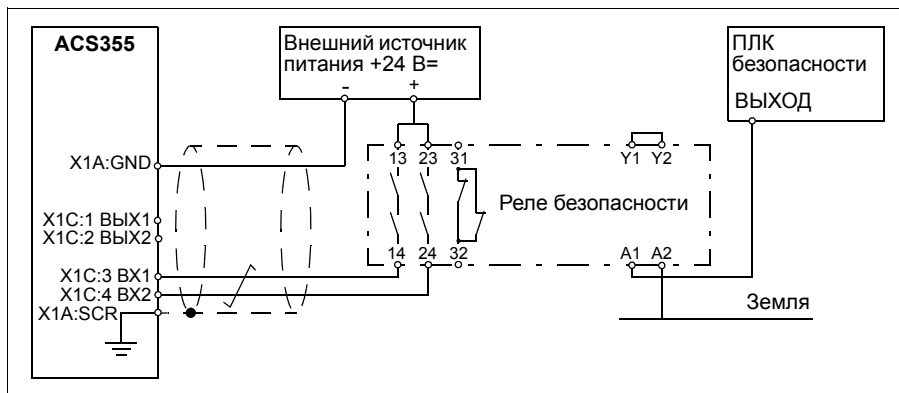 ACS355
Внешний источник
питания +24 В=
- +
ПЛК
безопасности
ВЫХОД
13 23 31
Y1 Y2
X1A:GND
Реле безопасности
X1C:1 ВЫХ1
X1C:2 ВЫХ2
14 24 32
A1 A2
X1C:3 ВХ1
X1C:4 ВХ2
X1A:SCR
Земля